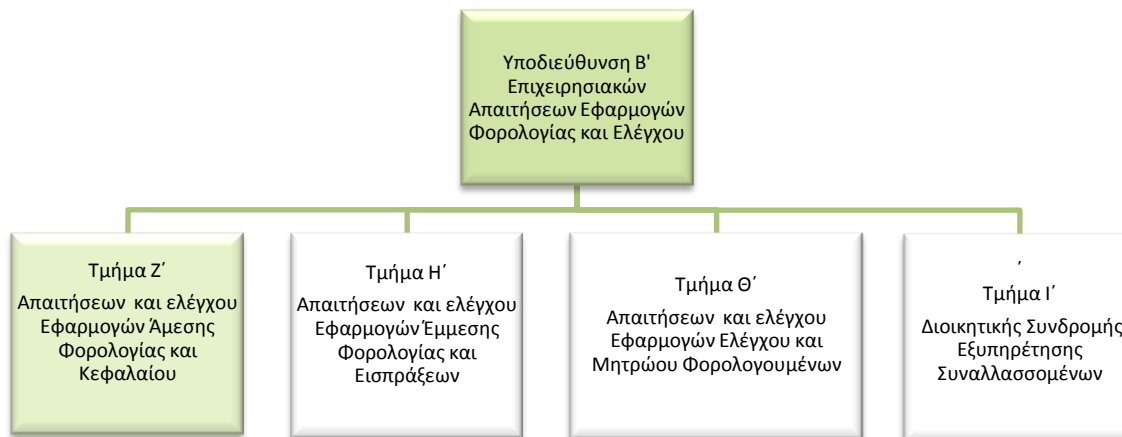 Υποδιεύθυνση Β'
Επιχειρησιακών
Απαιτήσεων Εφαρμογών
Φορολογίας και Ελέγχου
Τμήμα Ζ΄
Απαιτήσεων και ελέγχου
Εφαρμογών Άμεσης
Φορολογίας και
Κεφαλαίου
Τμήμα Η΄
Απαιτήσεων και ελέγχου
Εφαρμογών Έμμεσης
Φορολογίας και
Εισπράξεων
Τμήμα Θ΄
Απαιτήσεων και ελέγχου
Εφαρμογών Ελέγχου και
Μητρώου Φορολογουμένων
΄
Τμήμα Ι΄
Διοικητικής Συνδρομής
Εξυπηρέτησης
Συναλλασσομένων